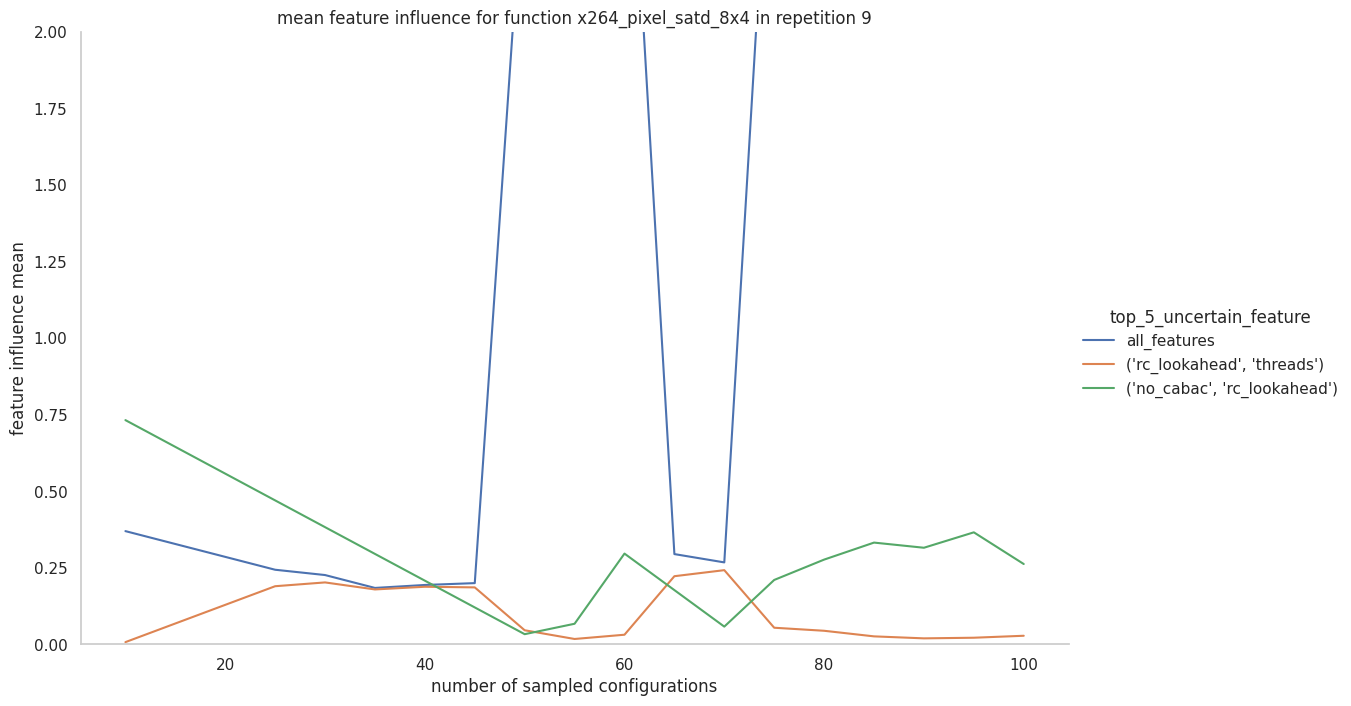 mean feature influence for function x264_pixel_satd_8x4 in repetition 9
2.00
1.75
1.50
1.25
1.00
0.75
0.50
0.25
0.00
feature influence mean
20
40
60
80
100
number of sampled configurations
top_5_uncertain_feature
all_features
('rc_lookahead', 'threads')
('no_cabac', 'rc_lookahead')